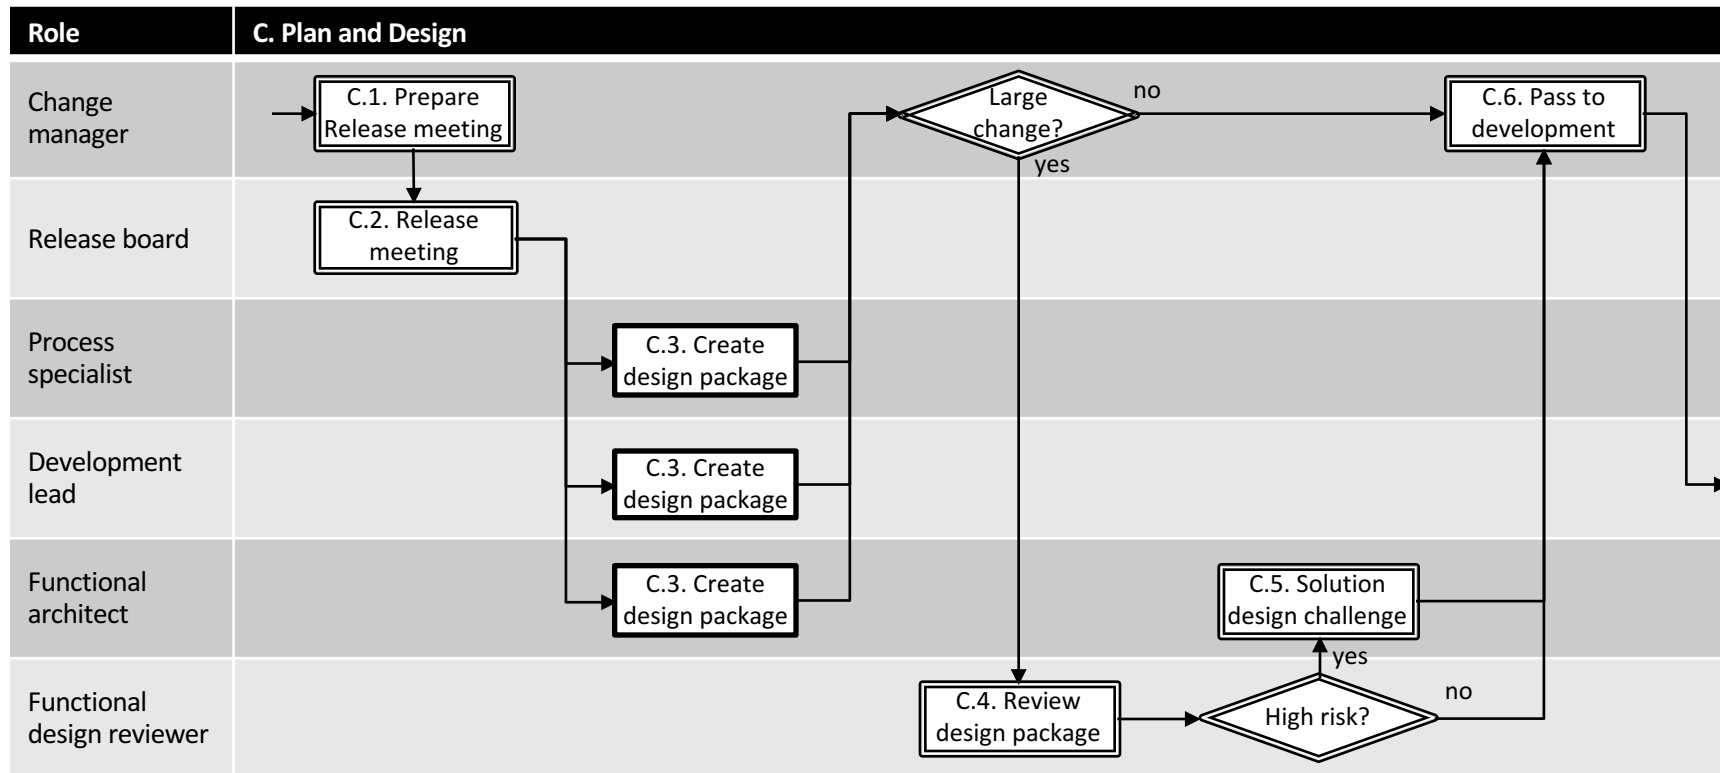 Role
C. Plan and Design
Change
manager
C.1. Prepare
Release meeting
Large
change?
no
yes
C.6. Pass to
development
Release board
C.2. Release
meeting
Process
specialist
C.3. Create
design package
Development
lead
C.3. Create
design package
Functional
architect
C.3. Create
design package
C.5. Solution
design challenge
yes
Functional
design reviewer
C.4. Review
design package
High risk?
no